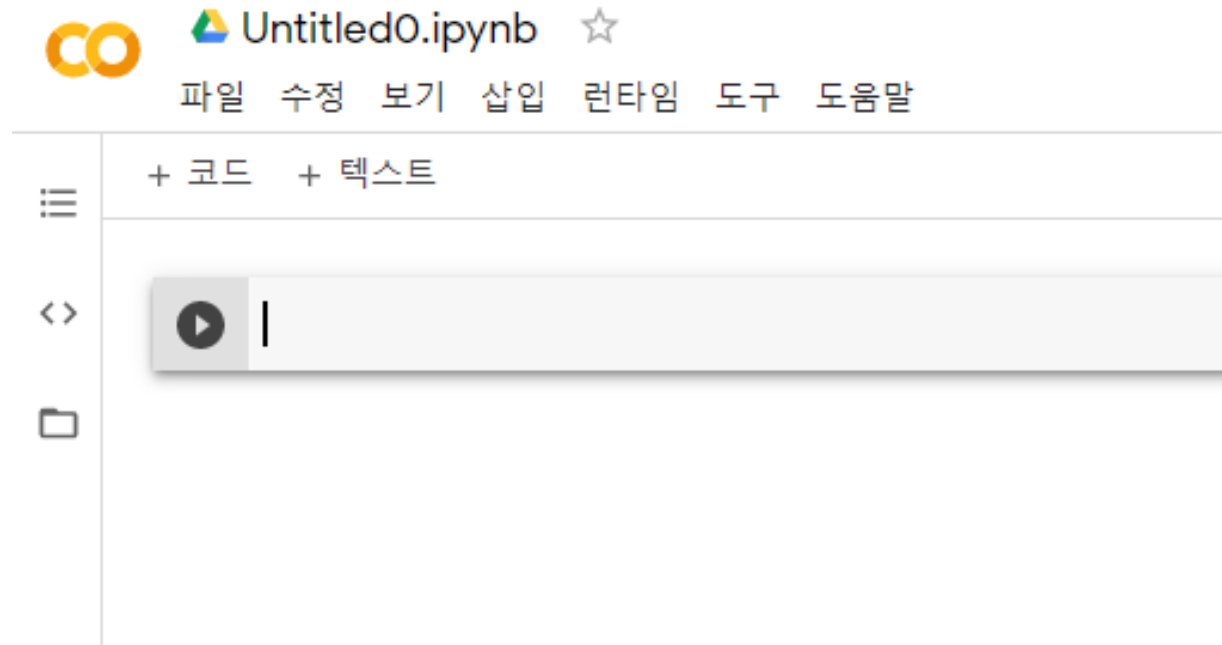 Untitled0.ipynb
파일 수정 보기 삽입 런타임 도구 도움말
+ 코드 + 텍스트